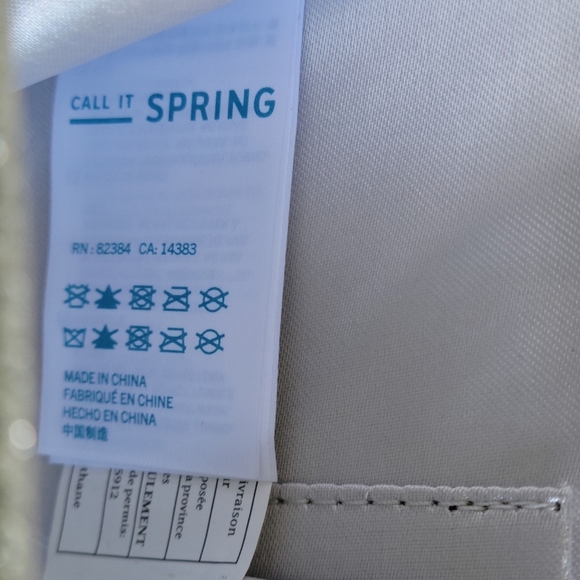 CALL IT SPRING
RN : 82384 CA: 14383
MADE IN CHINA
FABRIQUÉ EN CHINE
HECHO EN CHINA
中国制造
livraison
posée
a province
ULEMENT
de permis:
5912
thane